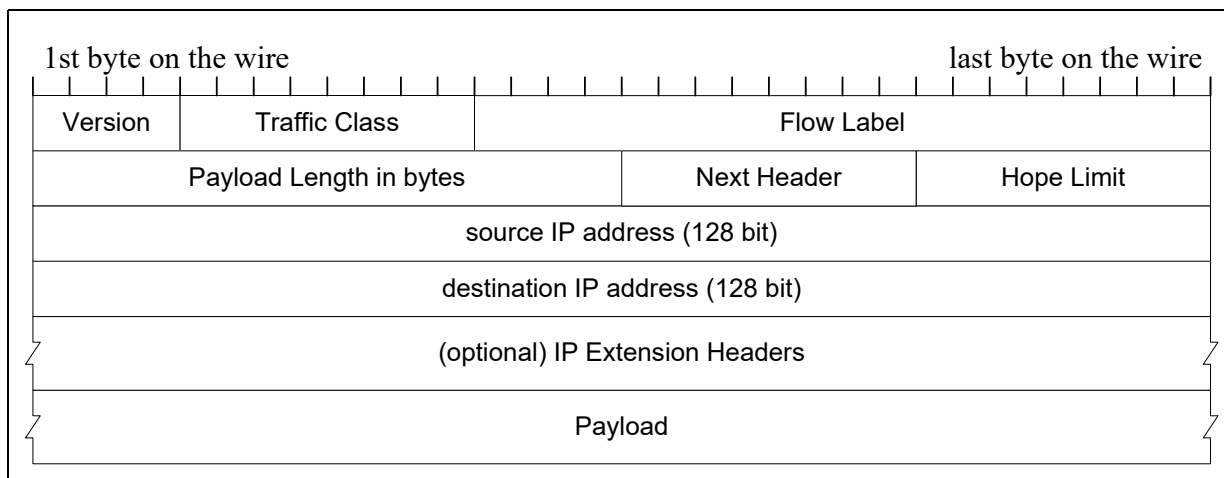 1st byte on the wire last byte on the wire
Version Traffic Class Flow Label
Payload Length in bytes Next Header Hope Limit
source IP address (128 bit)
destination IP address (128 bit)
(optional) IP Extension Headers
Payload